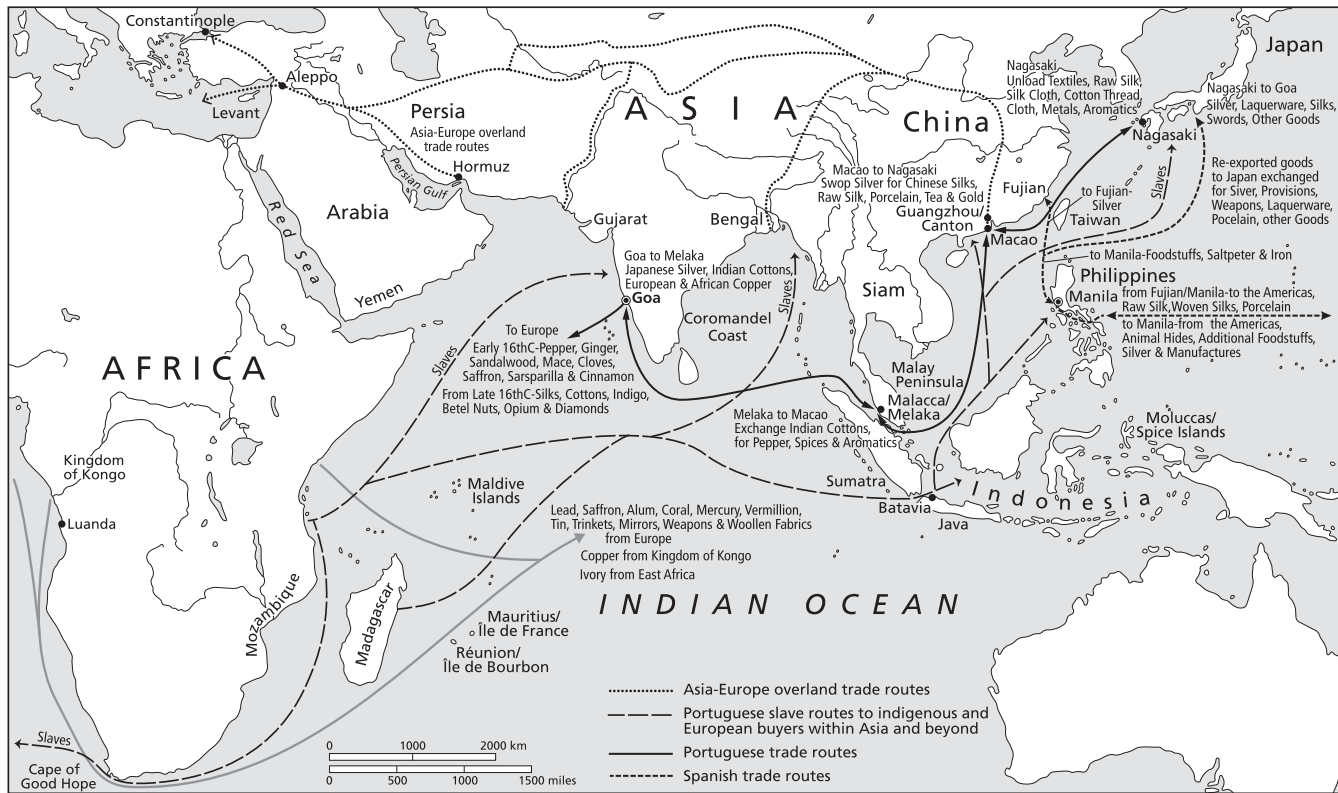 Constantinople
Aleppo
Levant
Persia
Asia-Europe overland
trade routes
Hormuz
Persian Gulf
Arabia
Red Sea
Yemen
ASIA
China
Japan
Nagasaki
Unload Textiles, Raw Silk,
Silk Cloth, Cotton Thread,
Cloth, Metals, Aromatics
Nagasaki to Goa
Silver, Laquerware, Silks,
Swords, Other Goods
Nagasaki
Macao to Nagasaki
Swop Silver for Chinese Silks,
Raw Silk, Porcelain, Tea & Gold
Guangzhou/
Canton
Macao
Fujian
to Fujian-
Silver
Taiwan
Slaves
Re-exported goods
to Japan exchanged
for Siver, Provisions,
Weapons, Laquerware,
Pocelain, other Goods
Gujarat
Bengal
Goa to Melaka
Japanese Silver, Indian Cottons,
European & African Copper
Goa
Coromandel
Coast
Slaves
Siam
to Manila-Foodstuffs, Saltpeter & Iron
Philippines
Manila
from Fujian/Manila-to the Americas,
Raw Silk,Woven Silks, Porcelain
to Manila-from the Americas,
Animal Hides, Additional Foodstuffs,
Silver & Manufactures
To Europe
Early 16thC-Pepper, Ginger,
Sandalwood, Mace, Cloves,
Saffron, Sarsparilla & Cinnamon
From Late 16thC-Silks, Cottons, Indigo,
Betel Nuts, Opium & Diamonds
Slaves
AFRICA
Malay
Peninsula
Malacca/
Melaka
Melaka to Macao
Exchange Indian Cottons,
for Pepper, Spices & Aromatics
Moluccas/
Spice Islands
Kingdom
of Kongo
Luanda
Maldive
Islands
Sumatra
Batavia
Java
Indonesia
Lead, Saffron, Alum, Coral, Mercury, Vermillion,
Tin, Trinkets, Mirrors, Weapons & Woollen Fabrics
from Europe
Copper from Kingdom of Kongo
Ivory from East Africa
INDIAN OCEAN
Mozambique
Madagascar
Mauritius/
Île de France
Réunion/
Île de Bourbon
Slaves
Cape of
Good Hope
0 1000 2000 km
0 500 1000 1500 miles
Asia-Europe overland trade routes
Portuguese slave routes to indigenous and
European buyers within Asia and beyond
Portuguese trade routes
Spanish trade routes